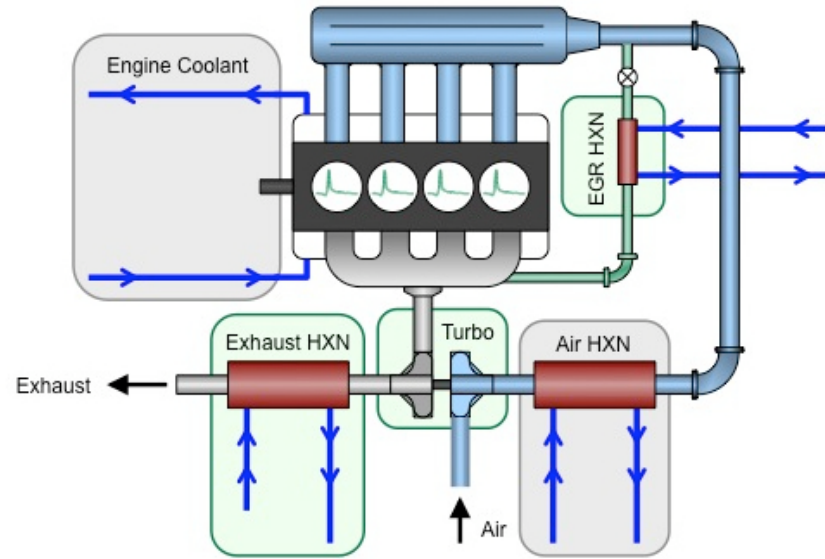 Engine Coolant
EGR HXN
Exhaust HXN
Turbo
Air HXN
Exhaust
Air